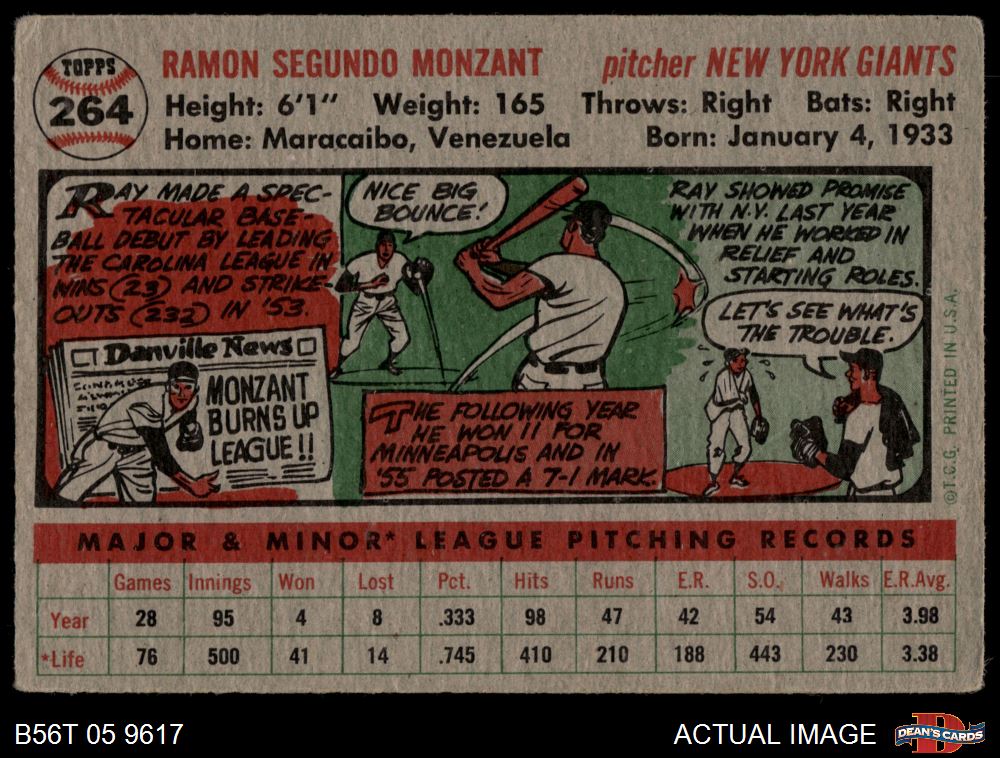 TOPPS
264
RAMON SEGUNDO MONZANT
pitcher NEW YORK GIANTS
Height: 6'1" Weight: 165 Throws: Right Bats: Right
Home: Maracaibo, Venezuela Born: January 4, 1933
RAY MADE A SPEC-
TACULAR BASE-
BALL DEBUT BY LEADING
THE CAROLINA LEAGUE IN
WINS (23) AND STRIKE-
OUTS (232) IN '53.
Danville News
MONZANT
BURNS UP
LEAGUE!!
NICE BIG
BOUNCE!
THE FOLLOWING YEAR
HE WON 11 FOR
MINNEAPOLIS AND IN
'55 POSTED A 7-1 MARK.
RAY SHOWED PROMISE
WITH N.Y. LAST YEAR
WHEN HE WORKED IN
RELIEF AND
STARTING ROLES.
LET'S SEE WHAT'S
THE TROUBLE.
©T.C.G. PRINTED IN U.S.A.
MAJOR & MINOR* LEAGUE PITCHING RECORDS
Games Innings Won Lost Pct. Hits Runs E.R. S.O. Walks E.R.Avg.
Year 28 95 4 8 .333 98 47 42 54 43 3.98
*Life 76 500 41 14 .745 410 210 188 443 230 3.38
B56T 05 9617
ACTUAL IMAGE
DEAN'S CARDS